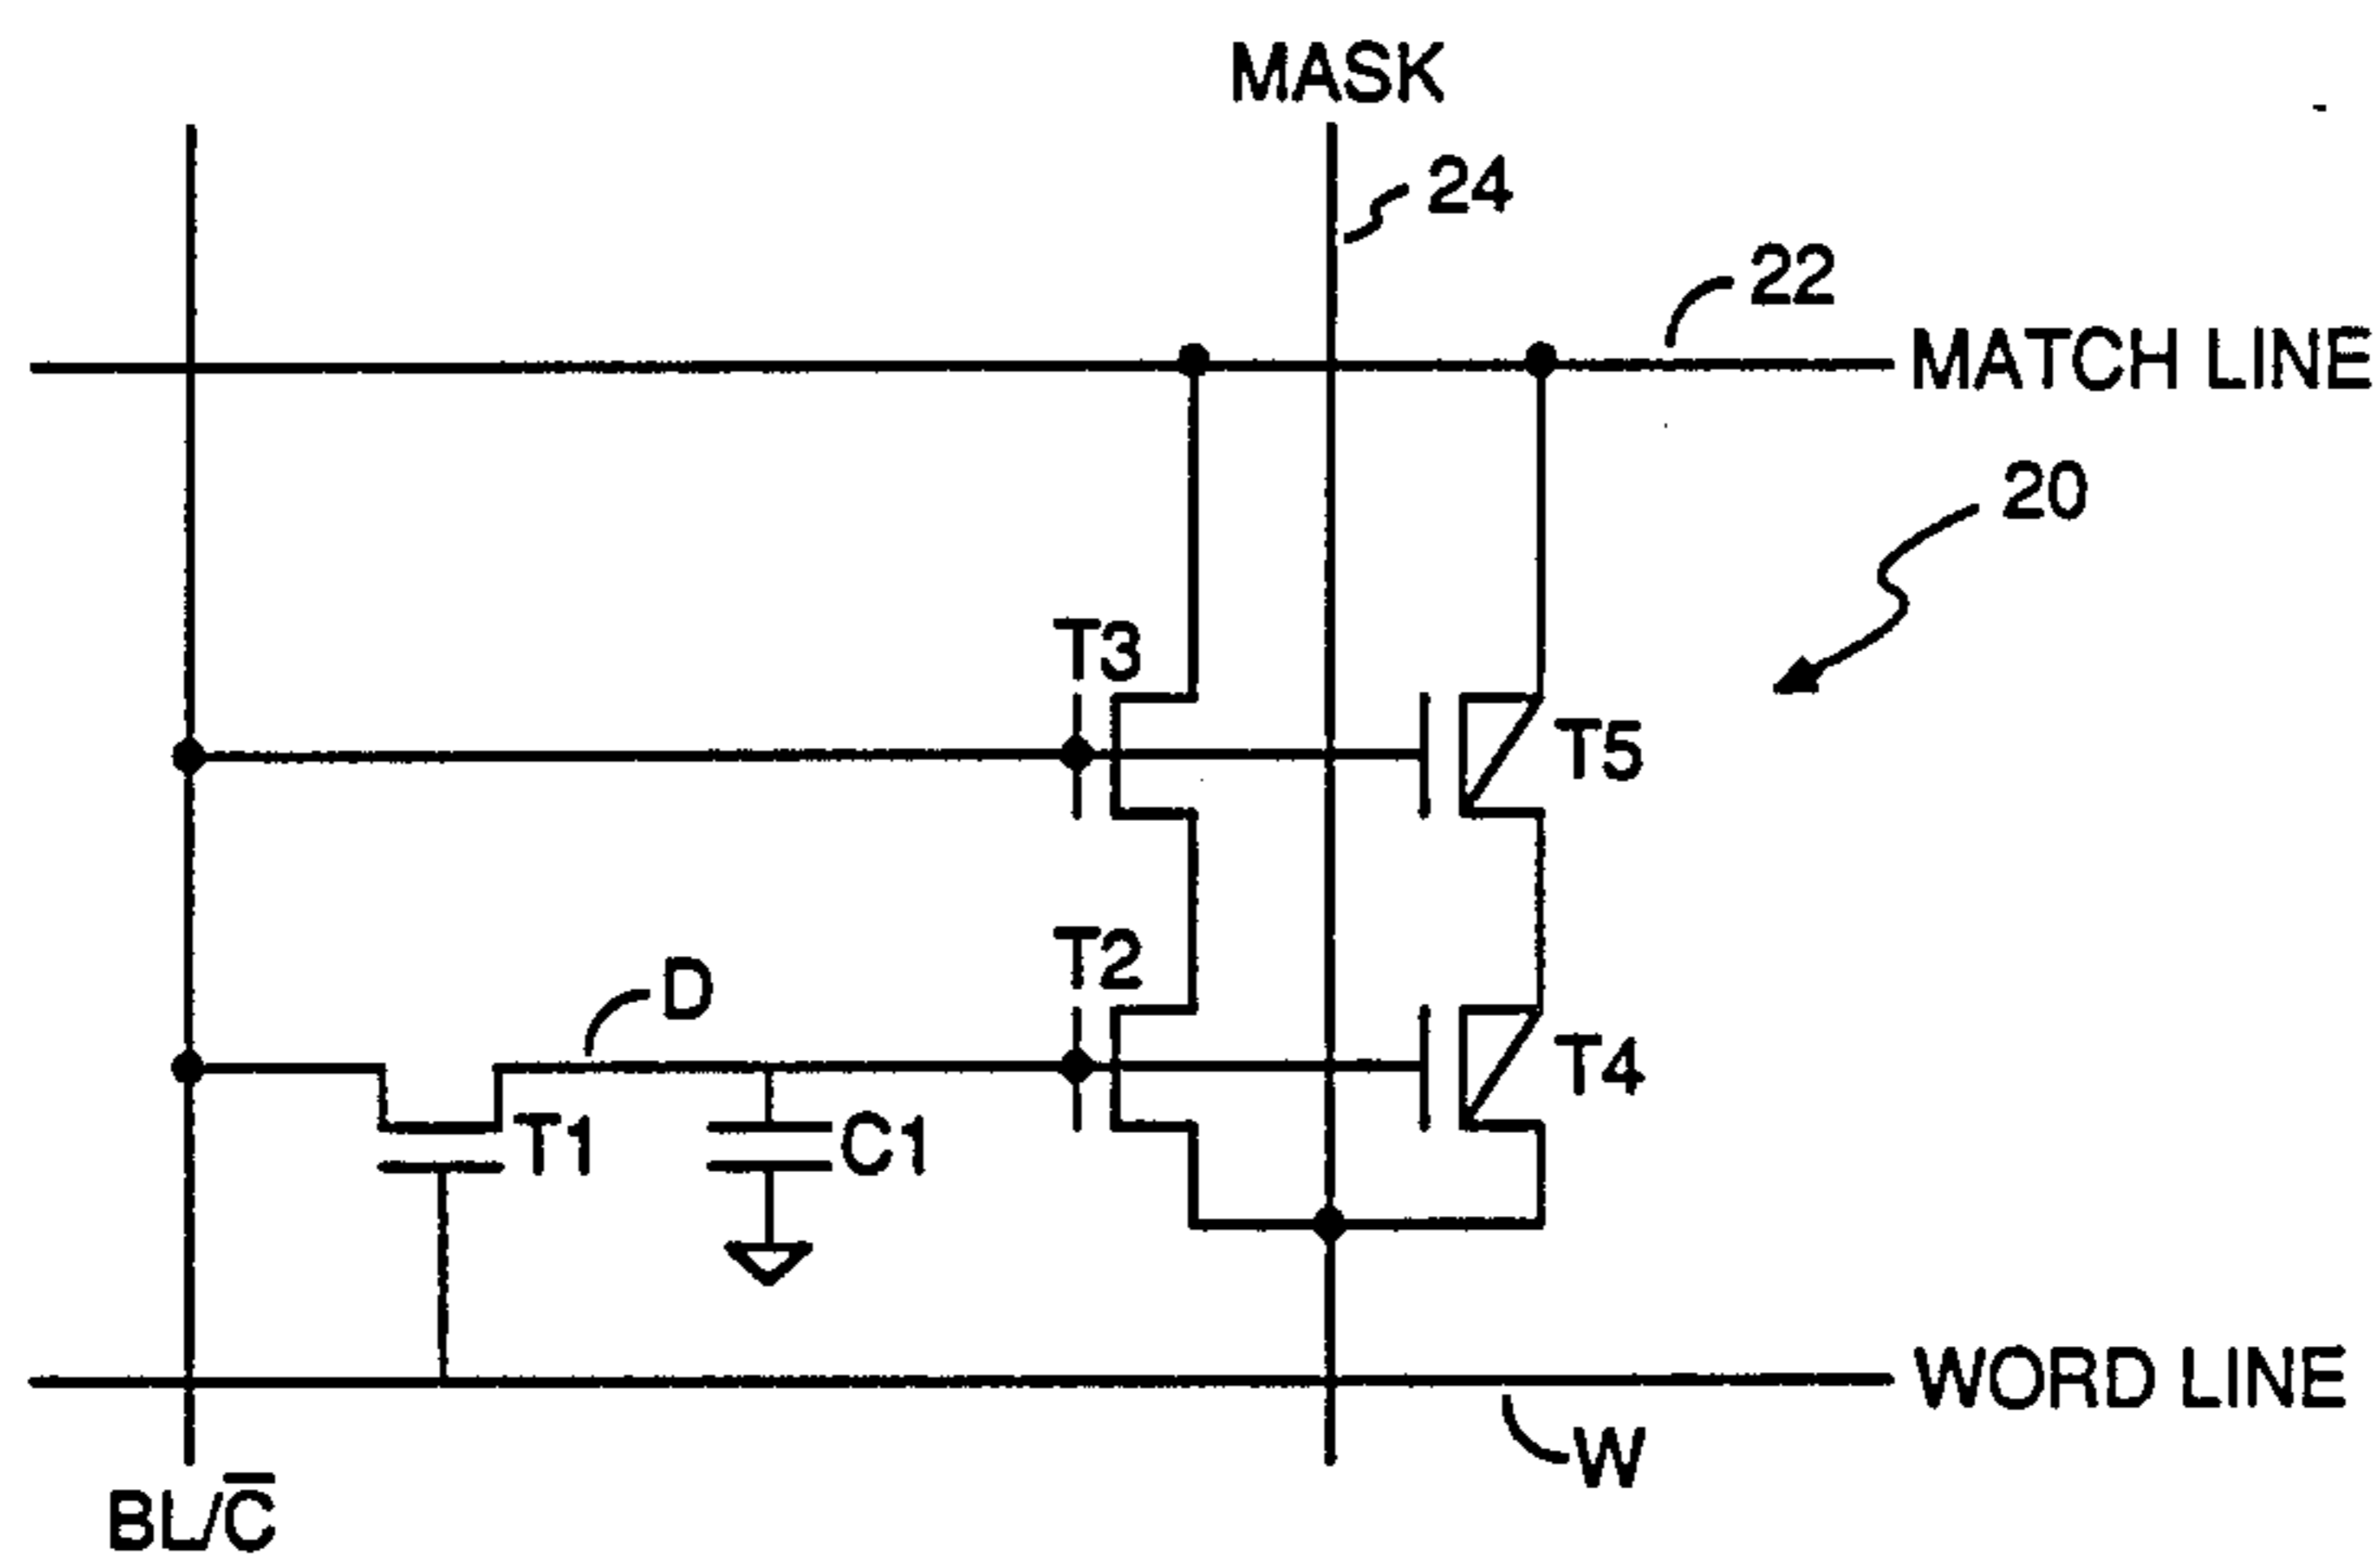 MASK
24
22
MATCH LINE
20
T3
T5
T2
D
T4
T1
C1
WORD LINE
W
BL/C̅